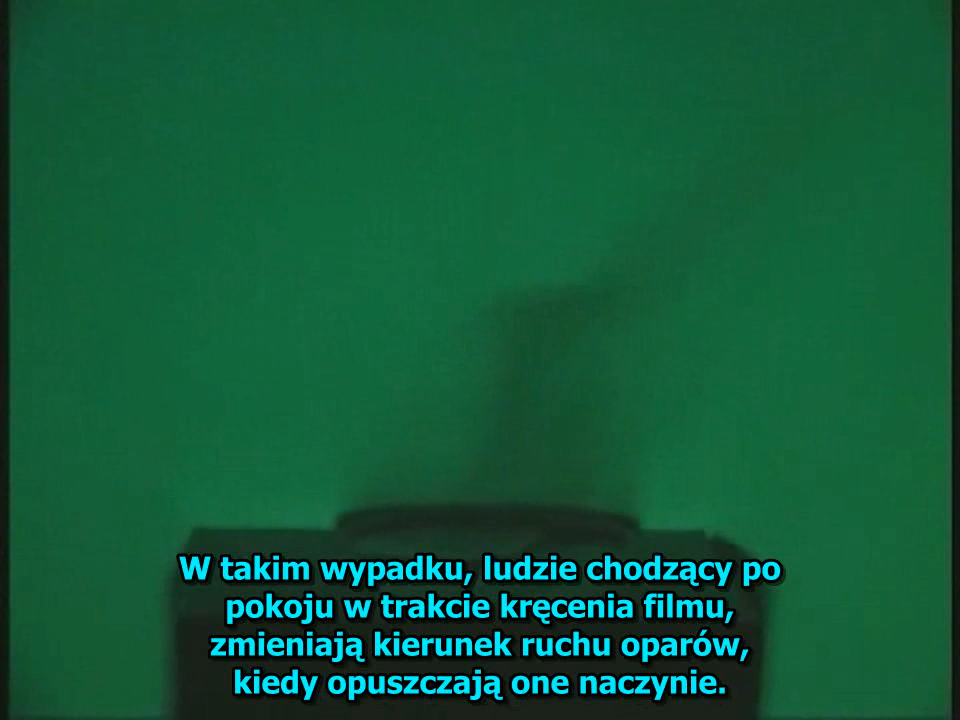 W takim wypadku, ludzie chodzący po
pokoju w trakcie kręcenia filmu,
zmieniają kierunek ruchu oparów,
kiedy opuszczają one naczynie.